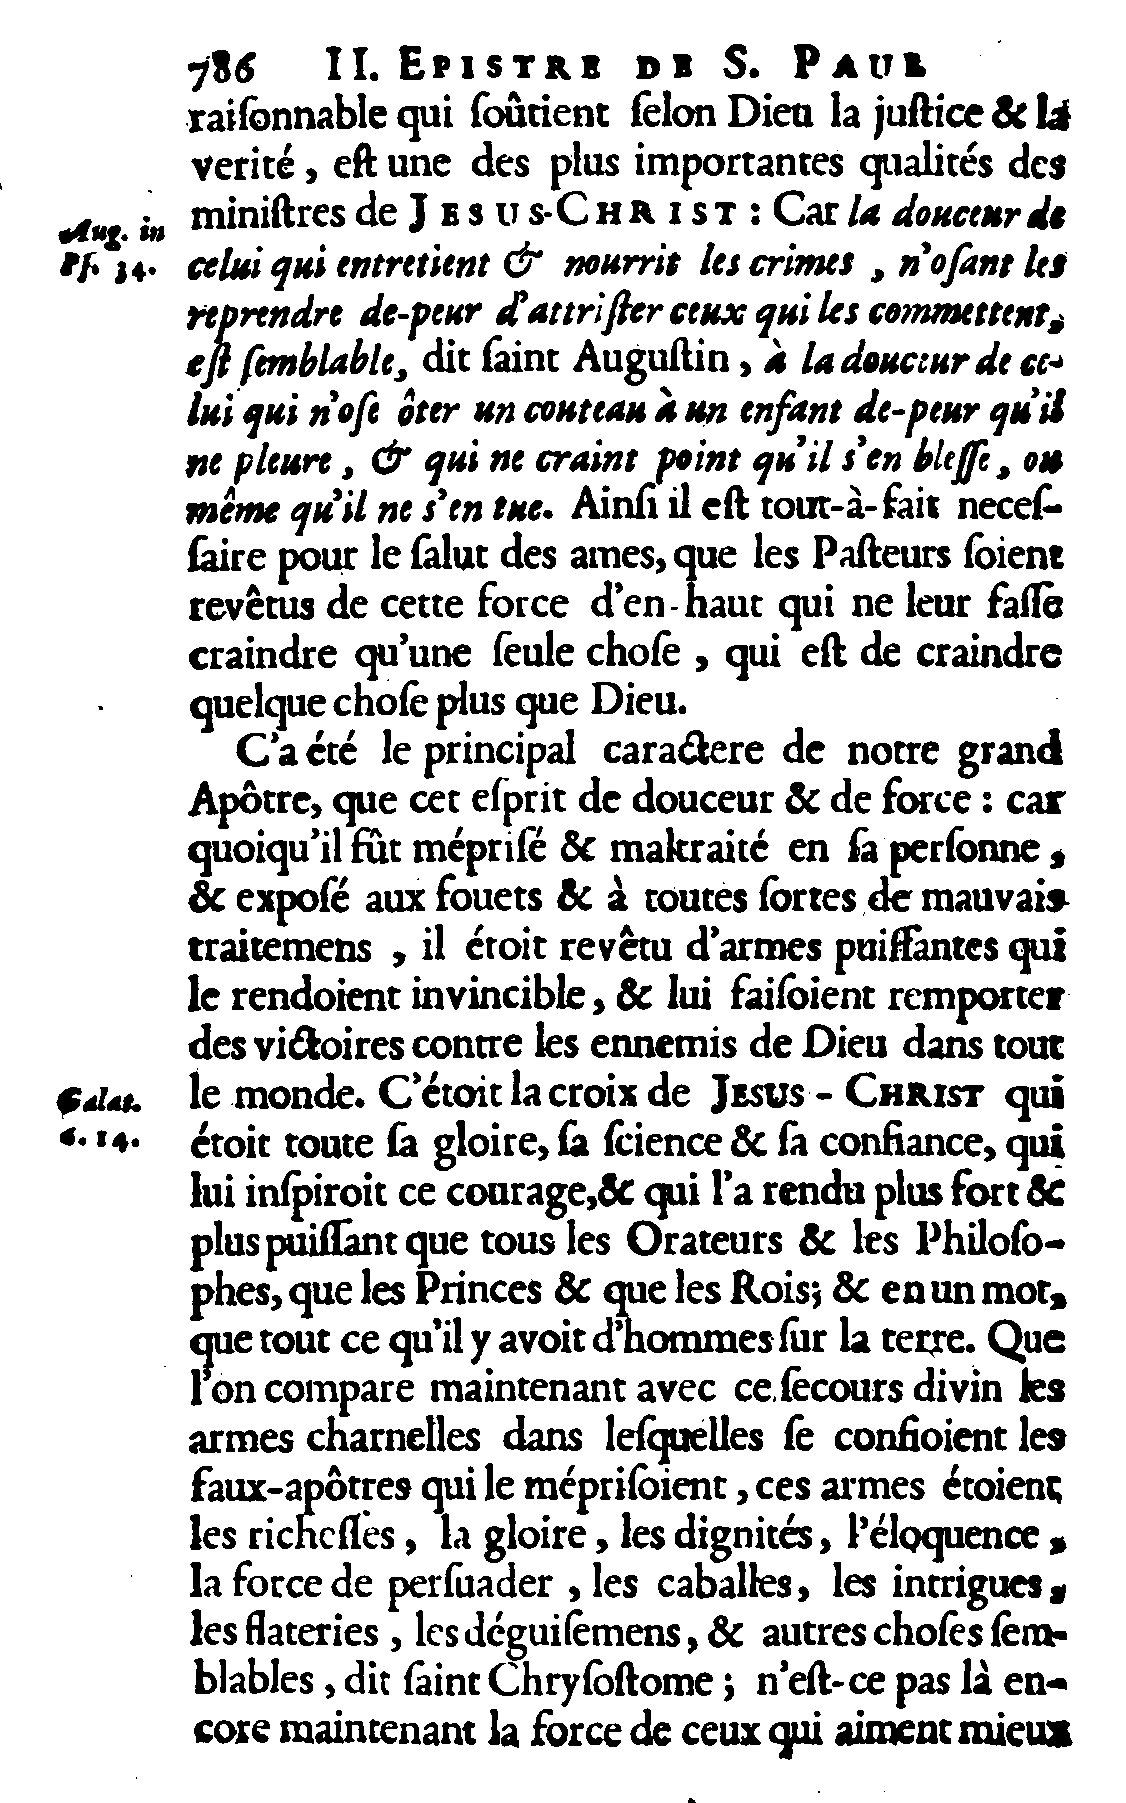 786 II. EPISTRE DE S. PAUL
raiſonnable qui ſoûtient ſelon Dieu la juſtice & la
verité, eſt une des plus importantes qualités des
miniſtres de JESUS-CHRIST : Car la douceur de
Aug. in
Pſ. 34.
celui qui entretient & nourrit les crimes, n'oſant les
reprendre de-peur d'attriſter ceux qui les commettent,
eſt ſemblable, dit ſaint Auguſtin, à la douceur de ce-
lui qui n'oſe ôter un couteau à un enfant de-peur qu'il
ne pleure, & qui ne craint point qu'il s'en bleſſe, ou
même qu'il ne s'en tue. Ainſi il eſt tout-à-fait neceſ-
ſaire pour le ſalut des ames, que les Paſteurs ſoient
revêtus de cette force d'en-haut qui ne leur faſſe
craindre qu'une ſeule choſe, qui eſt de craindre
quelque choſe plus que Dieu.
C'a été le principal caractere de notre grand
Apôtre, que cet eſprit de douceur & de force : car
quoiqu'il fût mépriſé & maltraité en ſa perſonne,
& expoſé aux fouets & à toutes ſortes de mauvais
traitemens, il étoit revêtu d'armes puiſſantes qui
le rendoient invincible, & lui faiſoient remporter
des victoires contre les ennemis de Dieu dans tout
le monde. C'étoit la croix de JESUS-CHRIST qui
Galat.
6. 14.
étoit toute ſa gloire, ſa ſcience & ſa confiance, qui
lui inſpiroit ce courage, & qui l'a rendu plus fort &
plus puiſſant que tous les Orateurs & les Philoſo-
phes, que les Princes & que les Rois; & en un mot,
que tout ce qu'il y avoit d'hommes ſur la terre. Que
l'on compare maintenant avec ce ſecours divin les
armes charnelles dans leſquelles ſe confioient les
faux-apôtres qui le mépriſoient, ces armes étoient
les richeſſes, la gloire, les dignités, l'éloquence,
la force de perſuader, les caballes, les intrigues,
les flateries, les déguiſemens, & autres choſes ſem-
blables, dit ſaint Chryſoſtome ; n'eſt-ce pas là en-
core maintenant la force de ceux qui aiment mieux